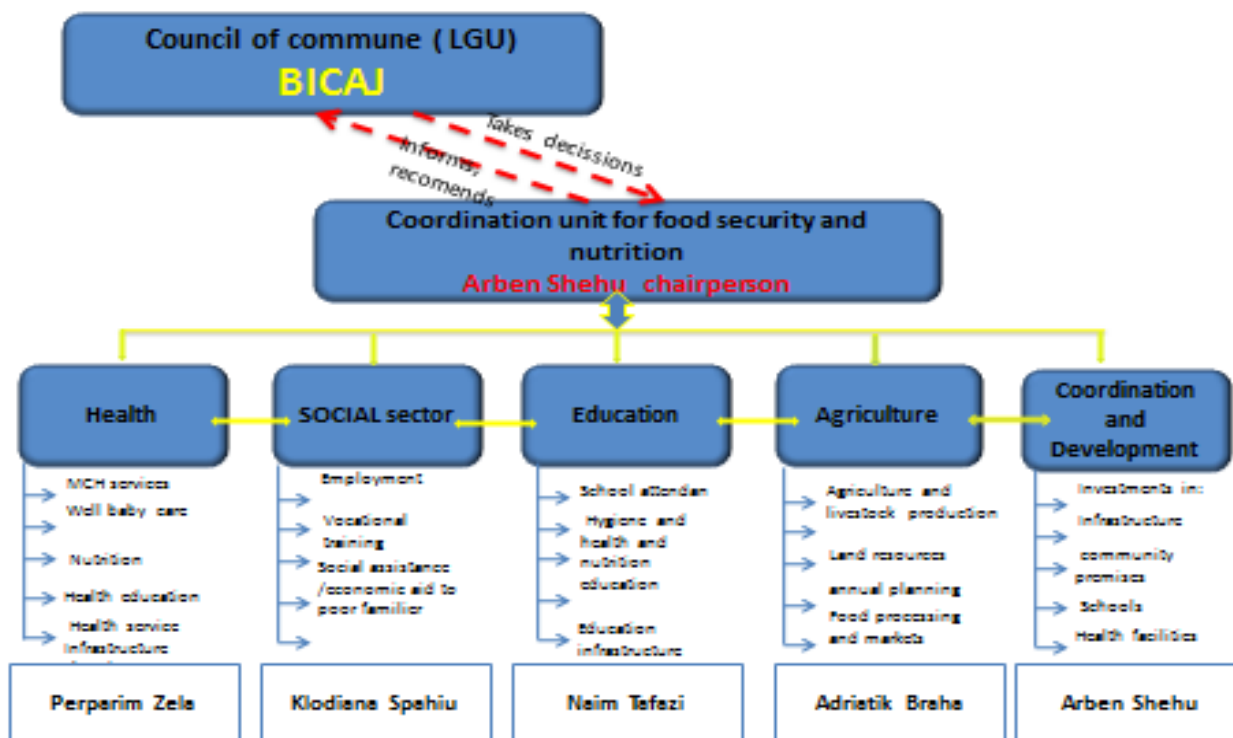 Council of commune ( LGU)
BICAJ
Takes decissions
Informs,
recomends
Coordination unit for food security and
nutrition
Arben Shehu chairperson
Health
SOCIAL sector
Education
Agriculture
Coordination
and
Development
MCH services
Well baby care
Nutrition
Health education
Health service
Infrastructure
Employment
Vocational
training
Social assistance
/economic aid to
poor familier
School attendan
Hygiene and
health and
nutrition
education
Education
infrastructure
Agriculture and
livestock production
Land resources
annual planning
Food processing
and markets
Investments in:
Infrastructure
community
premises
Schools
Health facilities
Perparim Zela
Klodiana Spahiu
Naim Tafazi
Adriatik Braha
Arben Shehu